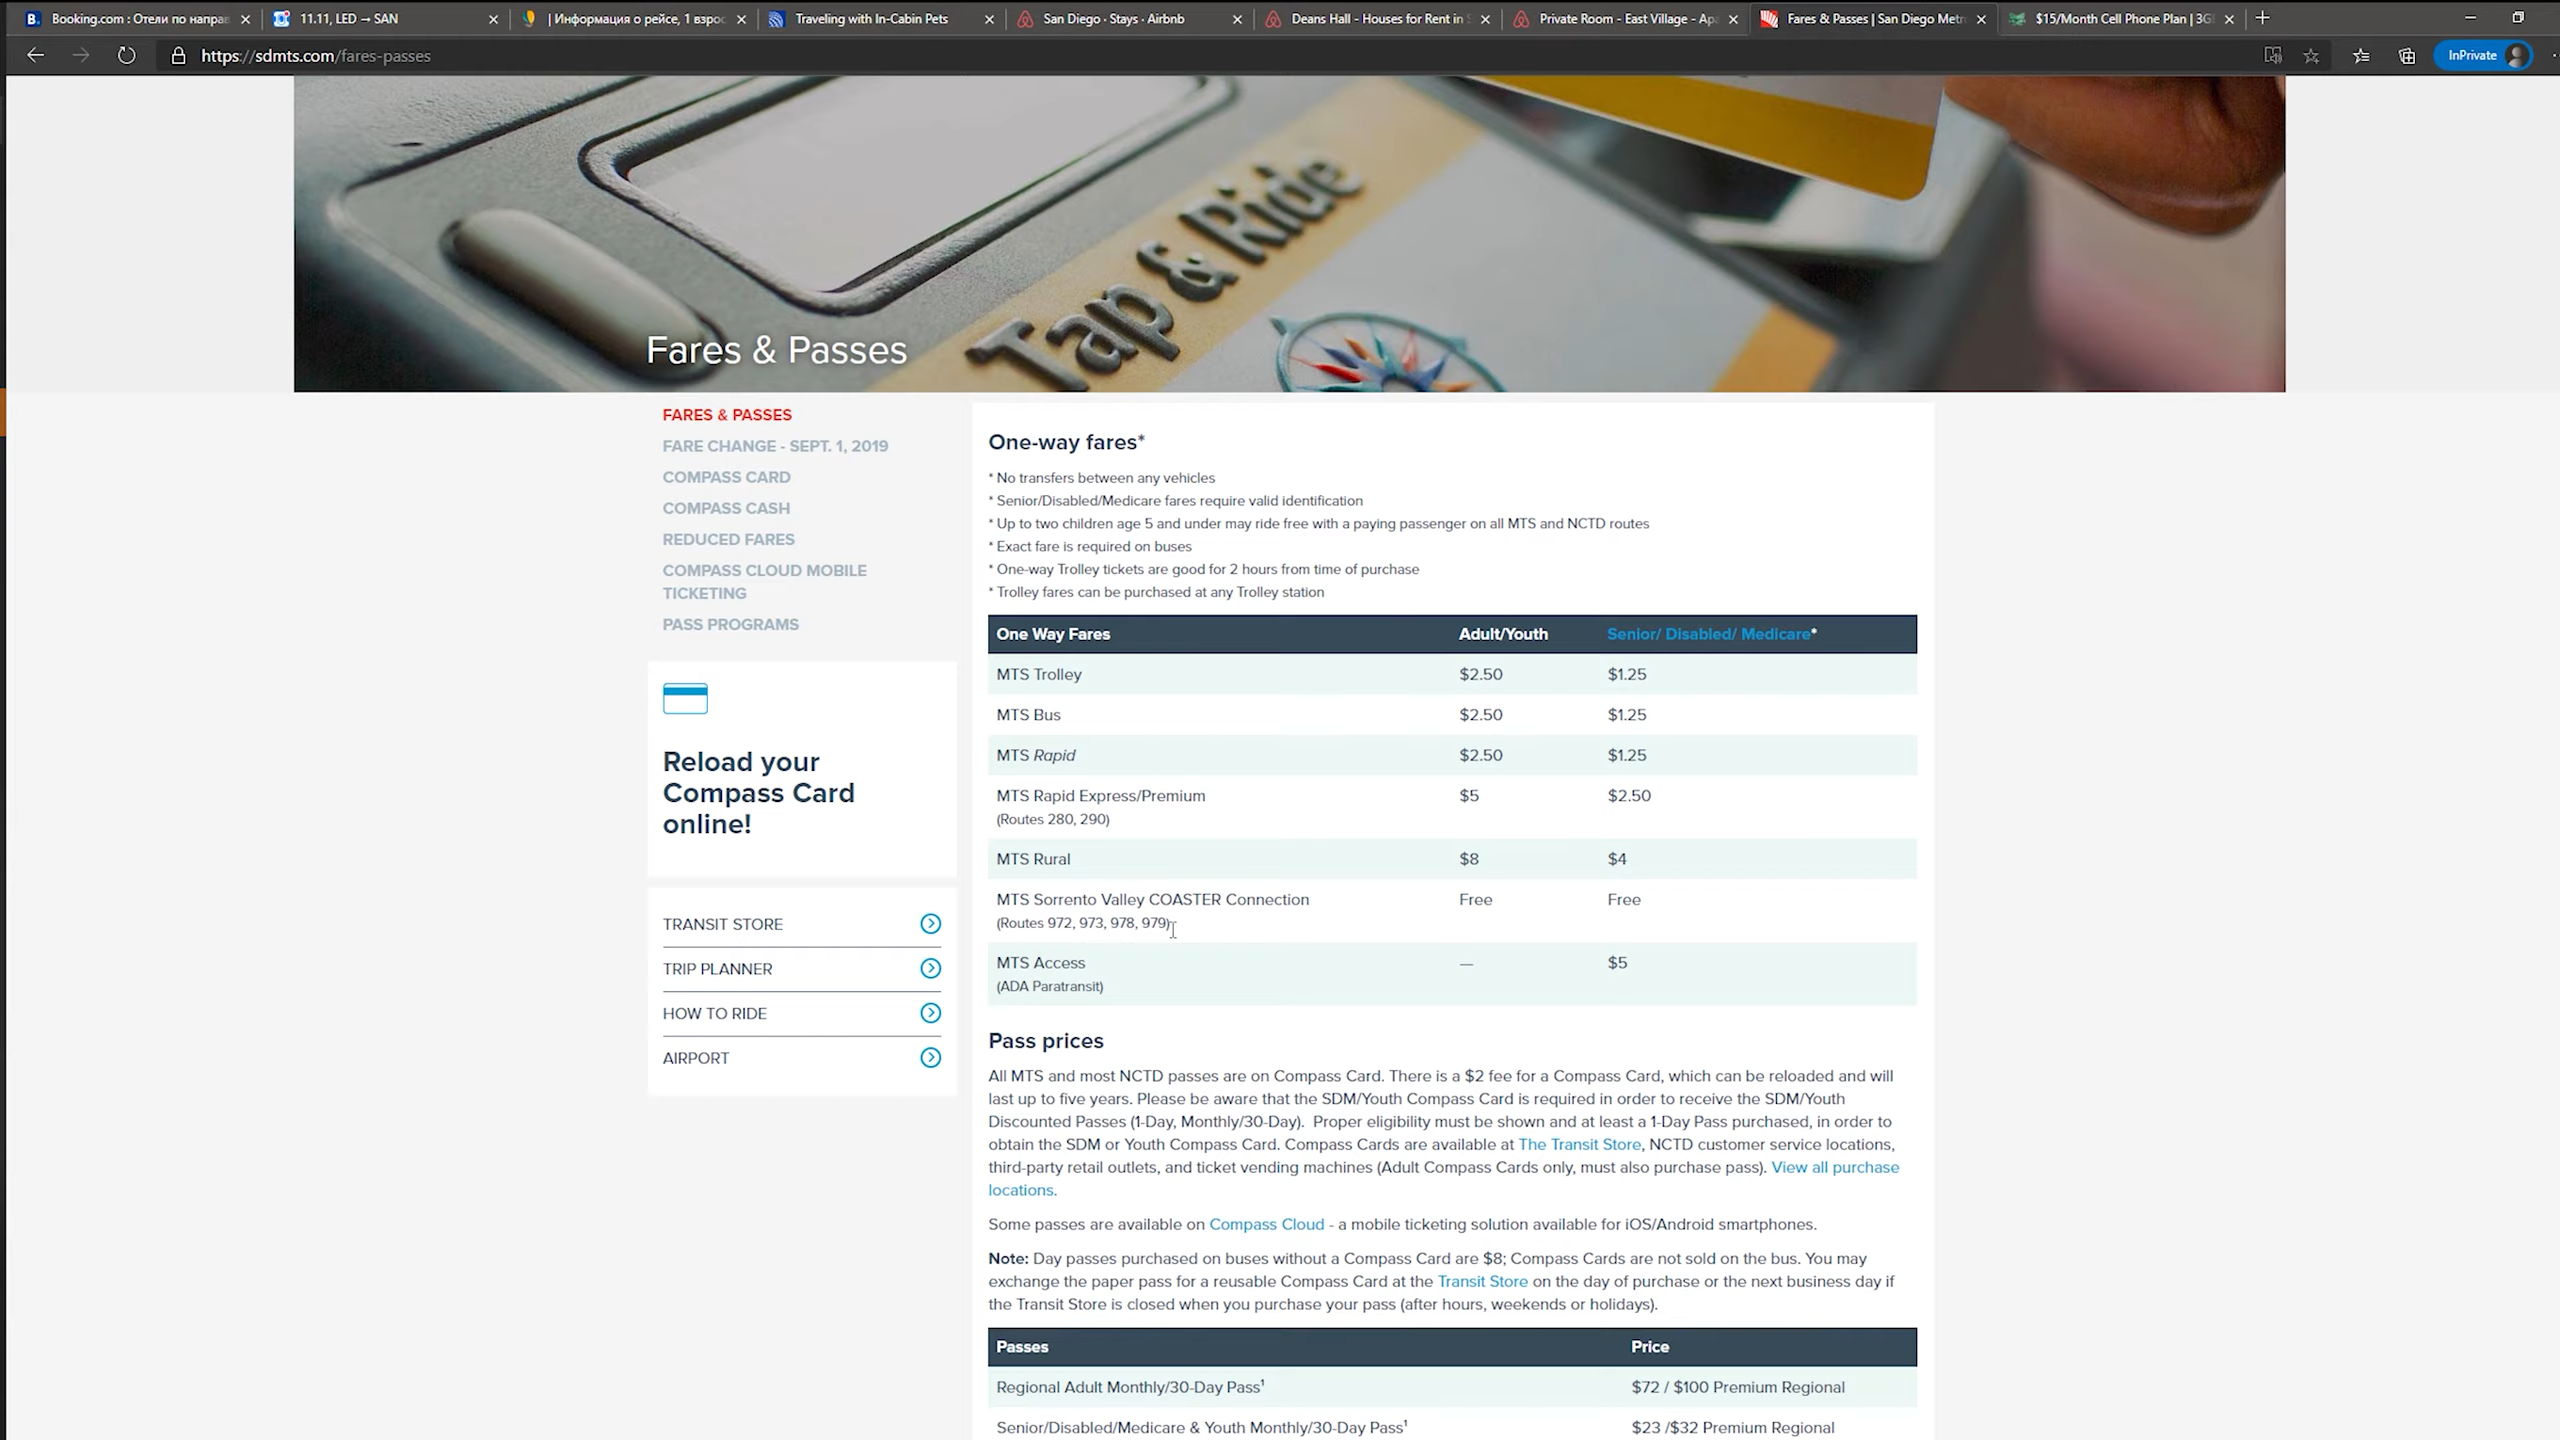 Booking.com : Отели по направ
11.11, LED → SAN
| Информация о рейсе, 1 взрос
Traveling with In-Cabin Pets
San Diego · Stays · Airbnb
Deans Hall - Houses for Rent in S
Private Room - East Village - Apa
Fares & Passes | San Diego Metro
$15/Month Cell Phone Plan | 3GB
https://sdmts.com/fares-passes
InPrivate
Tap & Ride
Fares & Passes
FARES & PASSES
FARE CHANGE - SEPT. 1, 2019
COMPASS CARD
COMPASS CASH
REDUCED FARES
COMPASS CLOUD MOBILE
TICKETING
PASS PROGRAMS
Reload your
Compass Card
online!
TRANSIT STORE
TRIP PLANNER
HOW TO RIDE
AIRPORT
One-way fares*
* No transfers between any vehicles
* Senior/Disabled/Medicare fares require valid identification
* Up to two children age 5 and under may ride free with a paying passenger on all MTS and NCTD routes
* Exact fare is required on buses
* One-way Trolley tickets are good for 2 hours from time of purchase
* Trolley fares can be purchased at any Trolley station
One Way Fares Adult/Youth Senior/ Disabled/ Medicare*
MTS Trolley $2.50 $1.25
MTS Bus $2.50 $1.25
MTS Rapid $2.50 $1.25
MTS Rapid Express/Premium $5 $2.50
(Routes 280, 290)
MTS Rural $8 $4
MTS Sorrento Valley COASTER Connection Free Free
(Routes 972, 973, 978, 979)
MTS Access — $5
(ADA Paratransit)
Pass prices
All MTS and most NCTD passes are on Compass Card. There is a $2 fee for a Compass Card, which can be reloaded and will
last up to five years. Please be aware that the SDM/Youth Compass Card is required in order to receive the SDM/Youth
Discounted Passes (1-Day, Monthly/30-Day). Proper eligibility must be shown and at least a 1-Day Pass purchased, in order to
obtain the SDM or Youth Compass Card. Compass Cards are available at The Transit Store, NCTD customer service locations,
third-party retail outlets, and ticket vending machines (Adult Compass Cards only, must also purchase pass). View all purchase
locations.
Some passes are available on Compass Cloud - a mobile ticketing solution available for iOS/Android smartphones.
Note: Day passes purchased on buses without a Compass Card are $8; Compass Cards are not sold on the bus. You may
exchange the paper pass for a reusable Compass Card at the Transit Store on the day of purchase or the next business day if
the Transit Store is closed when you purchase your pass (after hours, weekends or holidays).
Passes Price
Regional Adult Monthly/30-Day Pass¹ $72 / $100 Premium Regional
Senior/Disabled/Medicare & Youth Monthly/30-Day Pass¹ $23 /$32 Premium Regional